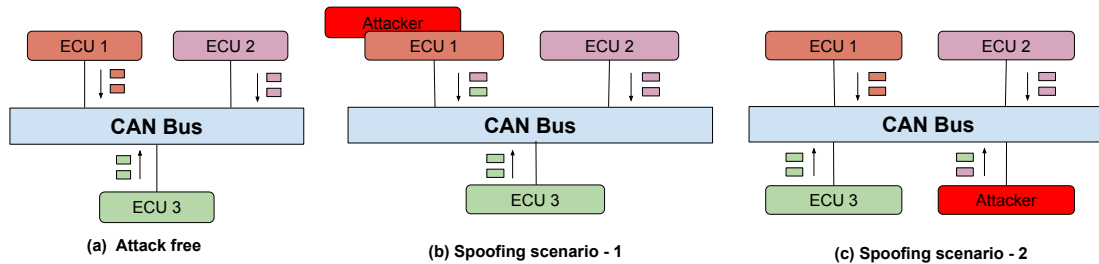 ECU 1
ECU 2
CAN Bus
ECU 3
(a) Attack free
Attacker
ECU 1
ECU 2
CAN Bus
ECU 3
(b) Spoofing scenario - 1
ECU 1
ECU 2
CAN Bus
ECU 3
Attacker
(c) Spoofing scenario - 2